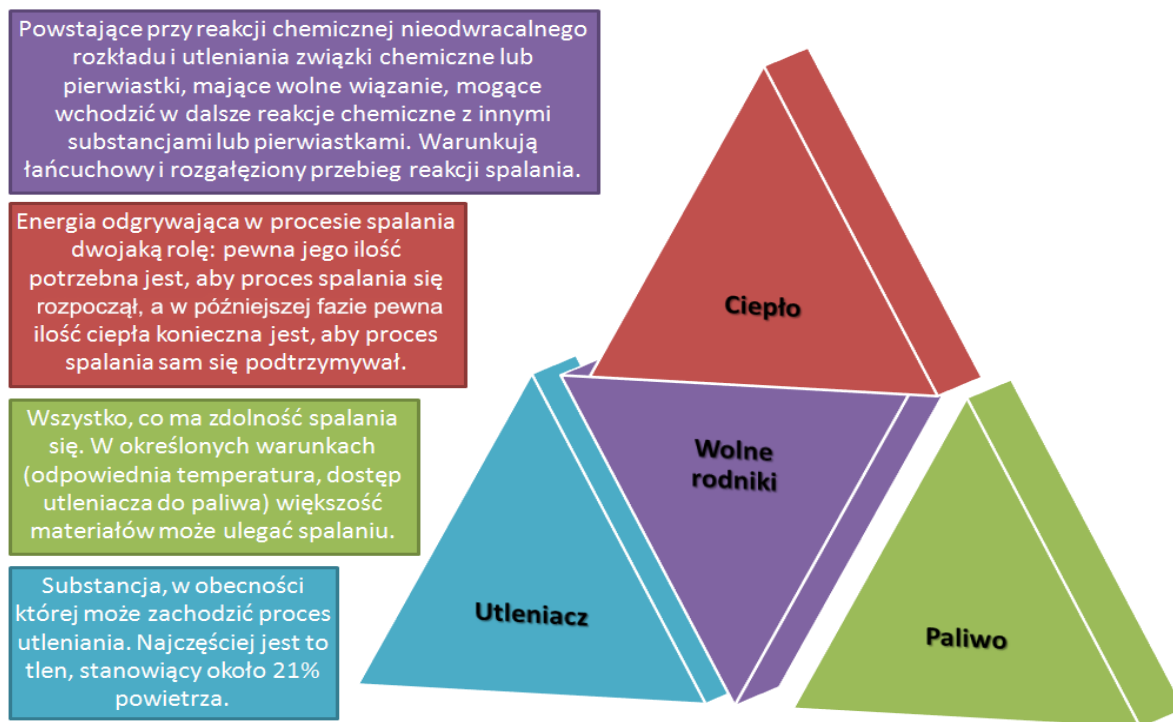 Powstające przy reakcji chemicznej nieodwracalnego
rozkładu i utleniania związki chemiczne lub
pierwiastki, mające wolne wiązanie, mogące
wchodzić w dalsze reakcje chemiczne z innymi
substancjami lub pierwiastkami. Warunkują
łańcuchowy i rozgałęziony przebieg reakcji spalania.
Energia odgrywająca w procesie spalania
dwojaką rolę: pewna jego ilość
potrzebna jest, aby proces spalania się
rozpoczął, a w późniejszej fazie pewna
ilość ciepła konieczna jest, aby proces
spalania sam się podtrzymywał.
Wszystko, co ma zdolność spalania
się. W określonych warunkach
(odpowiednia temperatura, dostęp
utleniacza do paliwa) większość
materiałów może ulegać spalaniu.
Substancja, w obecności
której może zachodzić proces
utleniania. Najczęściej jest to
tlen, stanowiący około 21%
powietrza.
Ciepło
Wolne
rodniki
Utleniacz
Paliwo